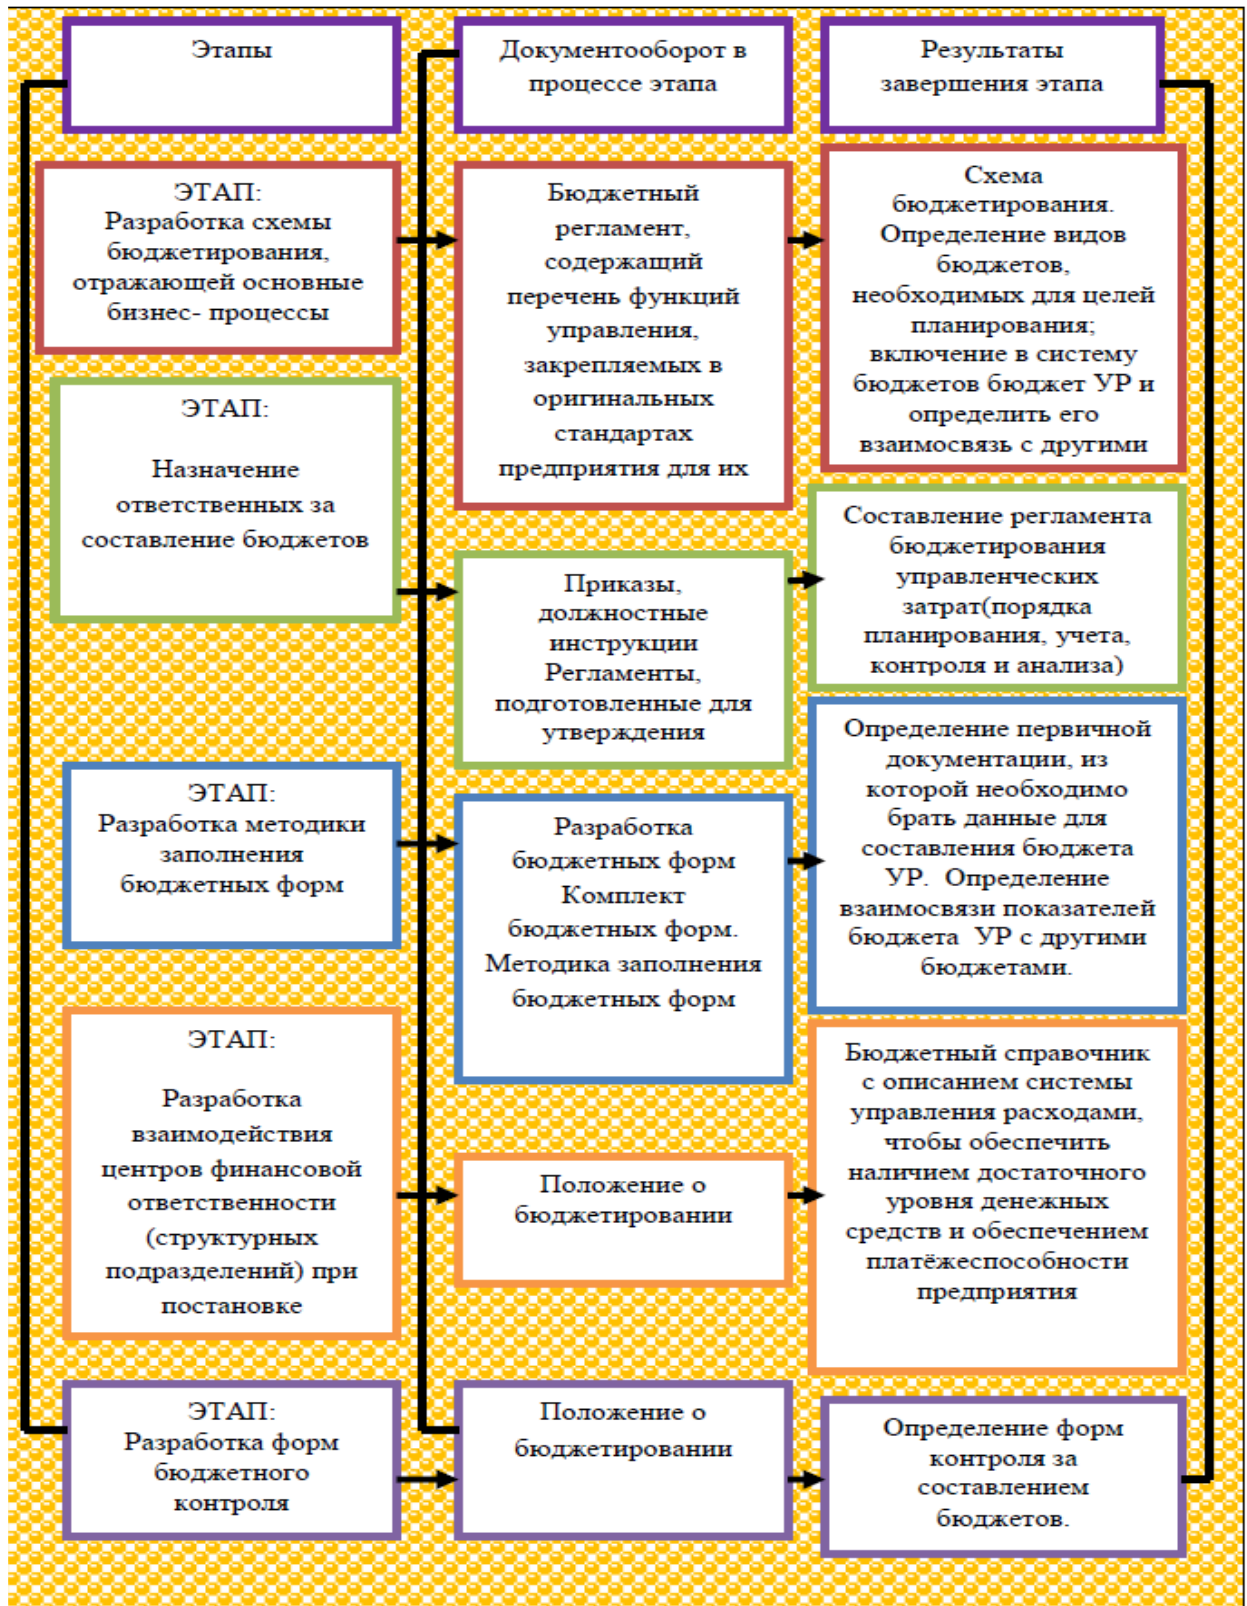 Этапы
Документооборот в
процессе этапа
Результаты
завершения этапа
ЭТАП:
Разработка схемы
бюджетирования,
отражающей основные
бизнес- процессы
Бюджетный
регламент,
содержащий
перечень функций
управления,
закрепляемых в
оригинальных
стандартах
предприятия для их
Схема
бюджетирования.
Определение видов
бюджетов,
необходимых для целей
планирования;
включение в систему
бюджетов бюджет УР и
определить его
взаимосвязь с другими
ЭТАП:
Назначение
ответственных за
составление бюджетов
Приказы,
должностные
инструкции
Регламенты,
подготовленные для
утверждения
Составление регламента
бюджетирования
управленческих
затрат(порядка
планирования, учета,
контроля и анализа)
ЭТАП:
Разработка методики
заполнения
бюджетных форм
Разработка
бюджетных форм
Комплект
бюджетных форм.
Методика заполнения
бюджетных форм
Определение первичной
документации, из
которой необходимо
брать данные для
составления бюджета
УР.  Определение
взаимосвязи показателей
бюджета  УР с другими
бюджетами.
ЭТАП:
Разработка
взаимодействия
центров финансовой
ответственности
(структурных
подразделений) при
постановке
Положение о
бюджетировании
Бюджетный справочник
с описанием системы
управления расходами,
чтобы обеспечить
наличием достаточного
уровня денежных
средств и обеспечением
платёжеспособности
предприятия
ЭТАП:
Разработка форм
бюджетного
контроля
Положение о
бюджетировании
Определение форм
контроля за
составлением
бюджетов.